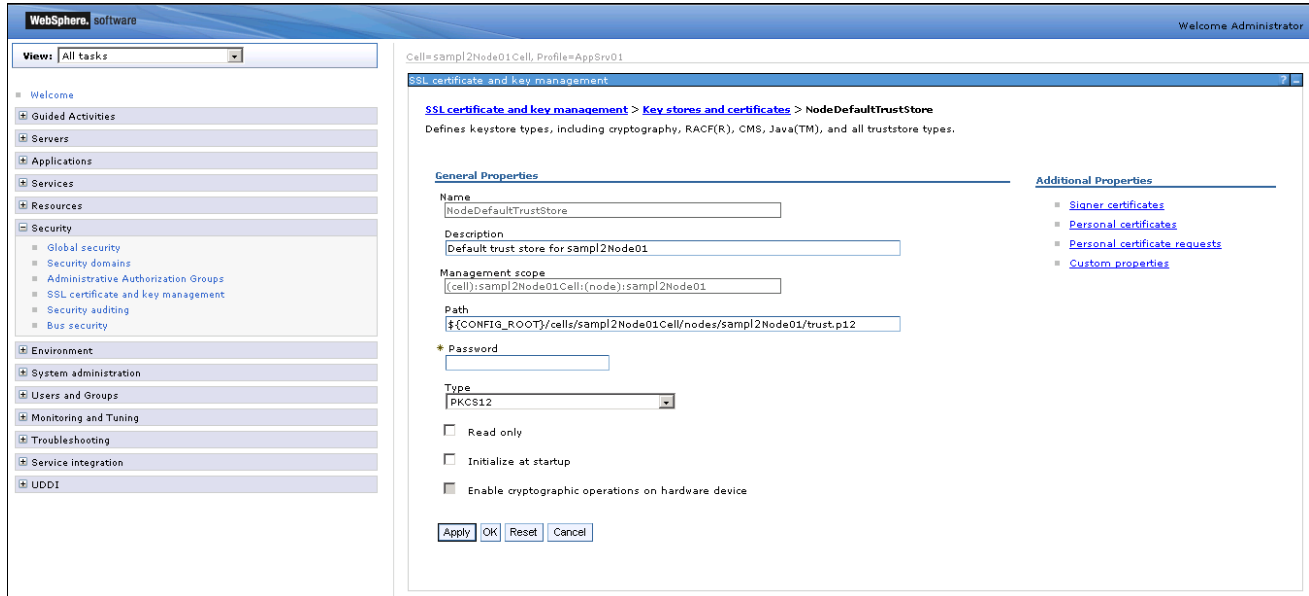 WebSphere. software
Welcome Administrator
View: All tasks
Welcome
Guided Activities
Servers
Applications
Services
Resources
Security
Global security
Security domains
Administrative Authorization Groups
SSL certificate and key management
Security auditing
Bus security
Environment
System administration
Users and Groups
Monitoring and Tuning
Troubleshooting
Service integration
UDDI
Cell=sampl2Node01Cell, Profile=AppSrv01
SSL certificate and key management ? –
SSL certificate and key management > Key stores and certificates > NodeDefaultTrustStore
Defines keystore types, including cryptography, RACF(R), CMS, Java(TM), and all truststore types.
General Properties
Name
NodeDefaultTrustStore
Description
Default trust store for sampl2Node01
Management scope
(cell):sampl2Node01Cell:(node):sampl2Node01
Path
${CONFIG_ROOT}/cells/sampl2Node01Cell/nodes/sampl2Node01/trust.p12
* Password
Type
PKCS12
Read only
Initialize at startup
Enable cryptographic operations on hardware device
Apply OK Reset Cancel
Additional Properties
Signer certificates
Personal certificates
Personal certificate requests
Custom properties